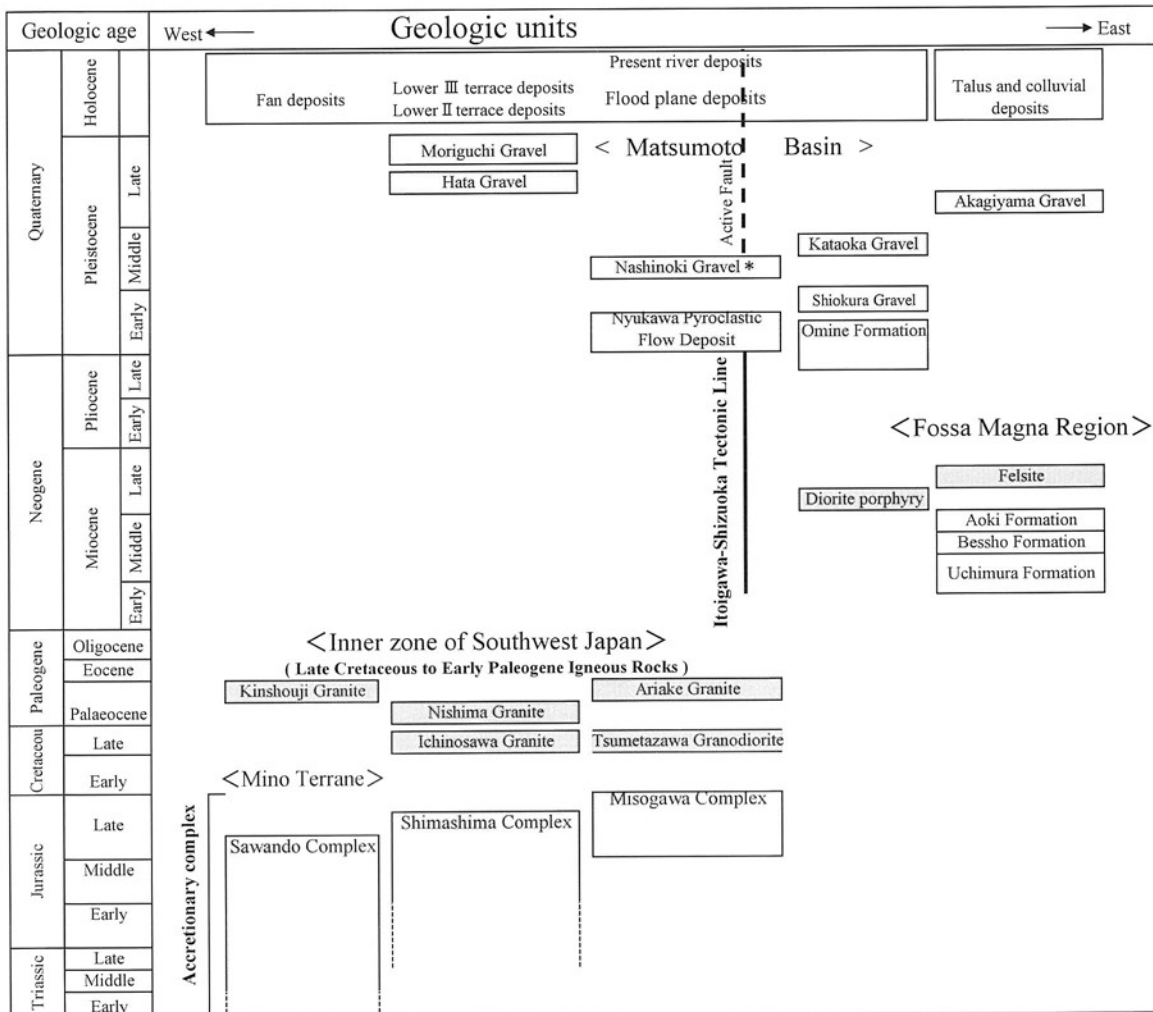 Geologic age
West
Geologic units
East
Quaternary
Holocene
Pleistocene
Late
Middle
Early
Neogene
Pliocene
Late
Early
Miocene
Late
Middle
Early
Paleogene
Oligocene
Eocene
Palaeocene
Cretaceou
Late
Early
Jurassic
Late
Middle
Early
Triassic
Late
Middle
Early
Present river deposits
Fan deposits
Lower Ⅲ terrace deposits
Lower Ⅱ terrace deposits
Flood plane deposits
Talus and colluvial
deposits
Moriguchi Gravel
Hata Gravel
< Matsumoto Basin >
Active Fault
Akagiyama Gravel
Kataoka Gravel
Nashinoki Gravel *
Shiokura Gravel
Nyukawa Pyroclastic
Flow Deposit
Omine Formation
Itoigawa-Shizuoka Tectonic Line
<Fossa Magna Region>
Felsite
Diorite porphyry
Aoki Formation
Bessho Formation
Uchimura Formation
<Inner zone of Southwest Japan>
( Late Cretaceous to Early Paleogene Igneous Rocks )
Kinshouji Granite
Ariake Granite
Nishima Granite
Ichinosawa Granite
Tsumetazawa Granodiorite
<Mino Terrane>
Accretionary complex
Misogawa Complex
Shimashima Complex
Sawando Complex